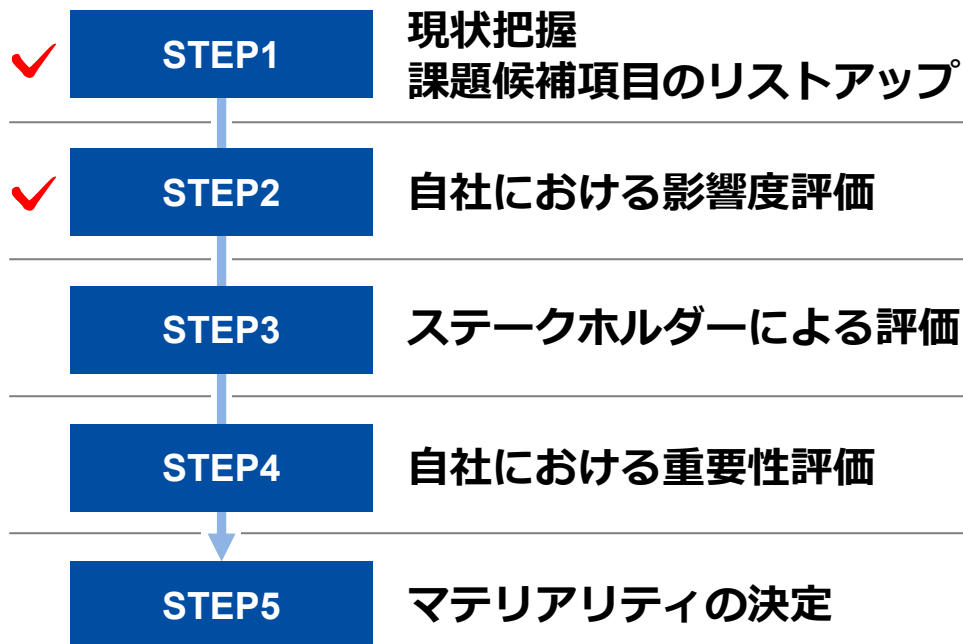 STEP1
現状把握
課題候補項目のリストアップ
STEP2
自社における影響度評価
STEP3
ステークホルダーによる評価
STEP4
自社における重要性評価
STEP5
マテリアリティの決定